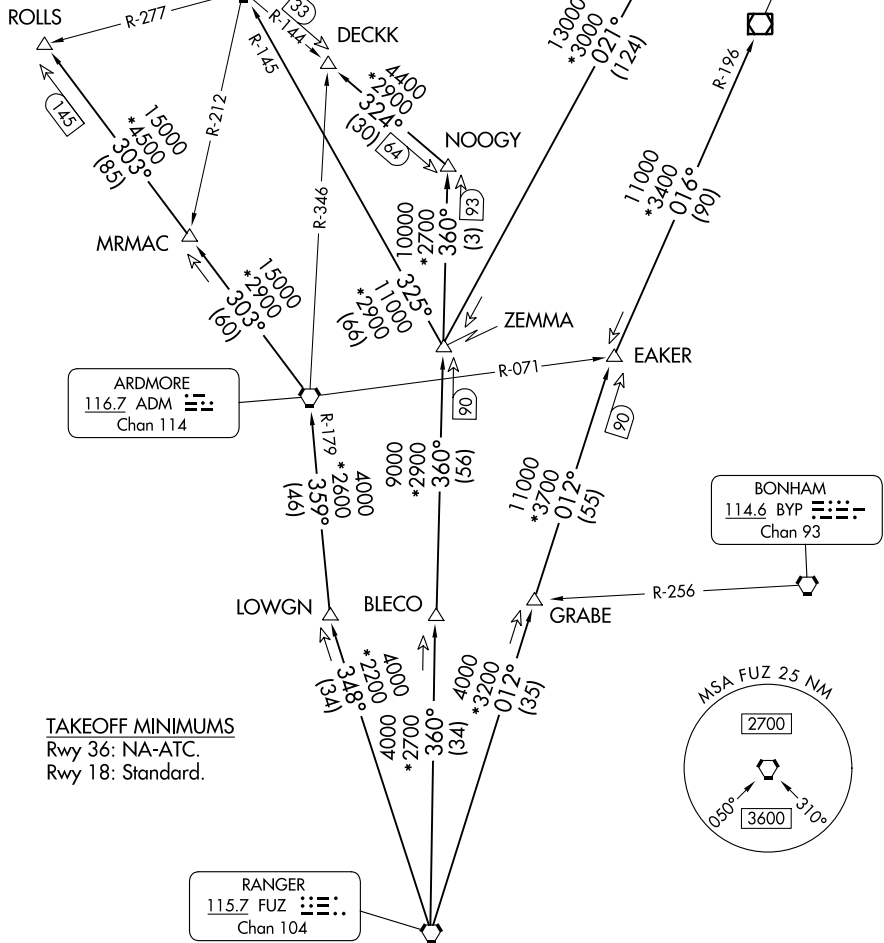 ROLLS
R-277
33
R-144
DECKK
R-145
13000
*3000
021°
(124)
R-196
145
15000
*4500
303°
(85)
R-212
4400
*2900
324°
(30)
64
NOOGY
93
R-346
11000
*3400
016°
(90)
MRMAC
10000
*2700
360°
(3)
15000
*2900
303°
(60)
325°
11000
*2900
(66)
ZEMMA
EAKER
R-071
ARDMORE
116.7 ADM
Chan 114
90
90
R-179
4000
*2600
359°
(46)
9000
*2900
360°
(56)
11000
*3700
012°
(55)
BONHAM
114.6 BYP
Chan 93
R-256
LOWGN
BLECO
GRABE
4000
*2200
348°
(34)
4000
*2700
360°
(34)
4000
*3200
012°
(35)
MSA FUZ 25 NM
2700
050°
310°
3600
TAKEOFF MINIMUMS
Rwy 36: NA-ATC.
Rwy 18: Standard.
RANGER
115.7 FUZ
Chan 104